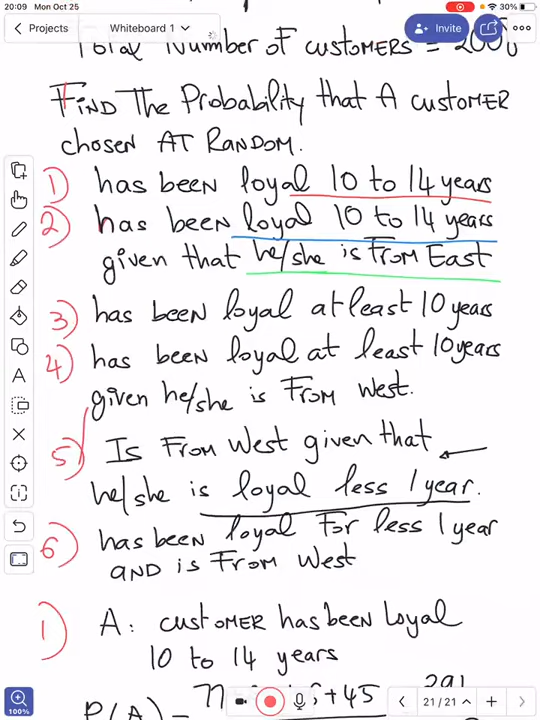 20:09 Mon Oct 25
30%
Projects
Whiteboard 1
Invite
Total Number of customers = 2000
FIND The Probability that A customer
chosen AT RANDOM.
1) has been loyal 10 to 14 years
2) has been loyal 10 to 14 years
given that he/she is From East
3) has been loyal at least 10 years
4) has been loyal at least 10 years
given he/she is From West.
5) Is From West given that
he/she is loyal less 1 year.
6) has been loyal For less 1 year
AND is From West
1) A: customer has been loyal
10 to 14 years
P(A) =
+45
291
A
100%
21 / 21